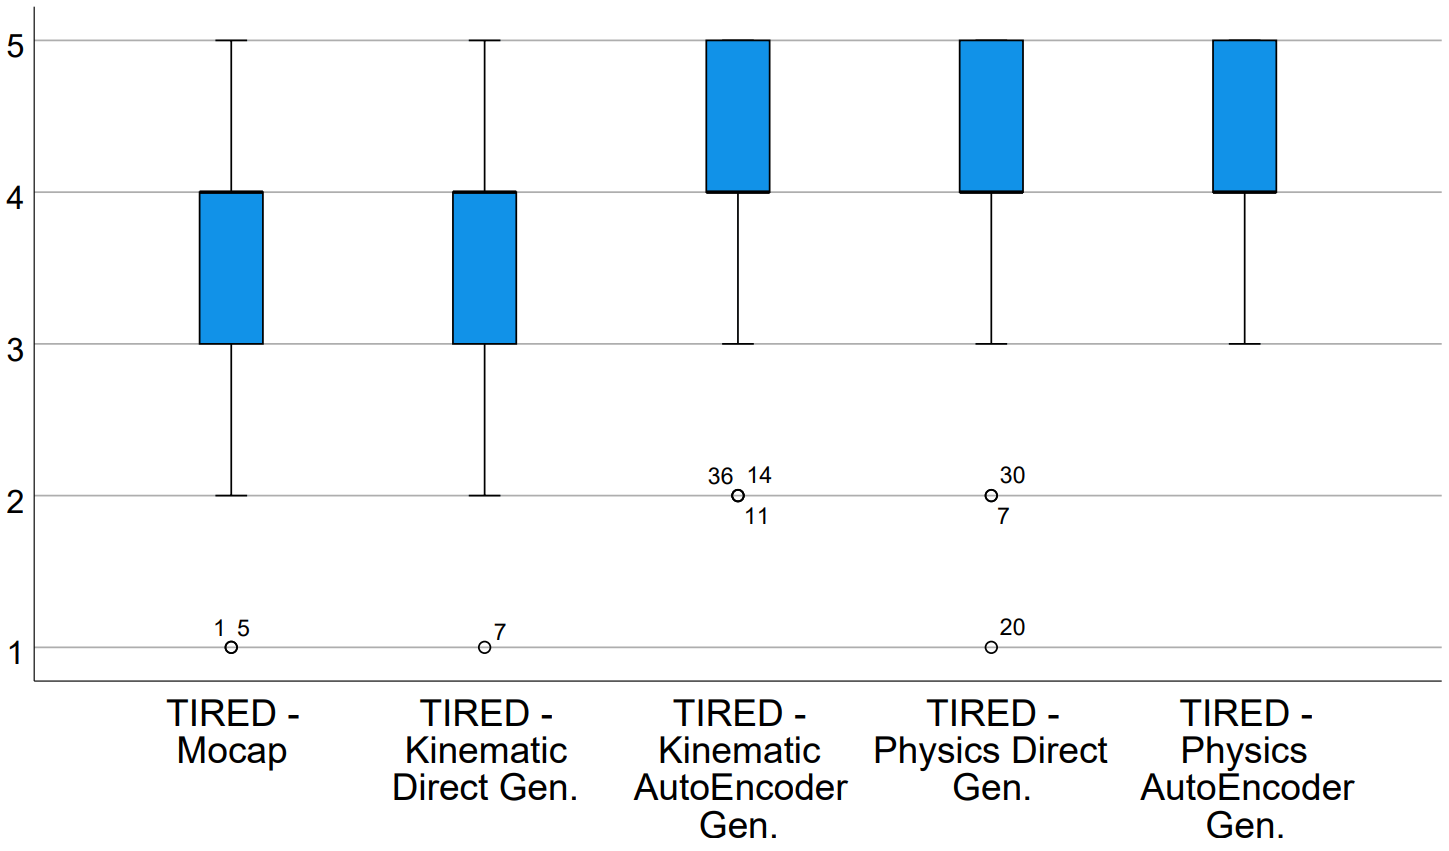 5
4
3
36 14
30
2
11
7
1 5
7
20
1
TIRED -
Mocap
TIRED -
Kinematic
Direct Gen.
TIRED -
Kinematic
AutoEncoder
Gen.
TIRED -
Physics Direct
Gen.
TIRED -
Physics
AutoEncoder
Gen.